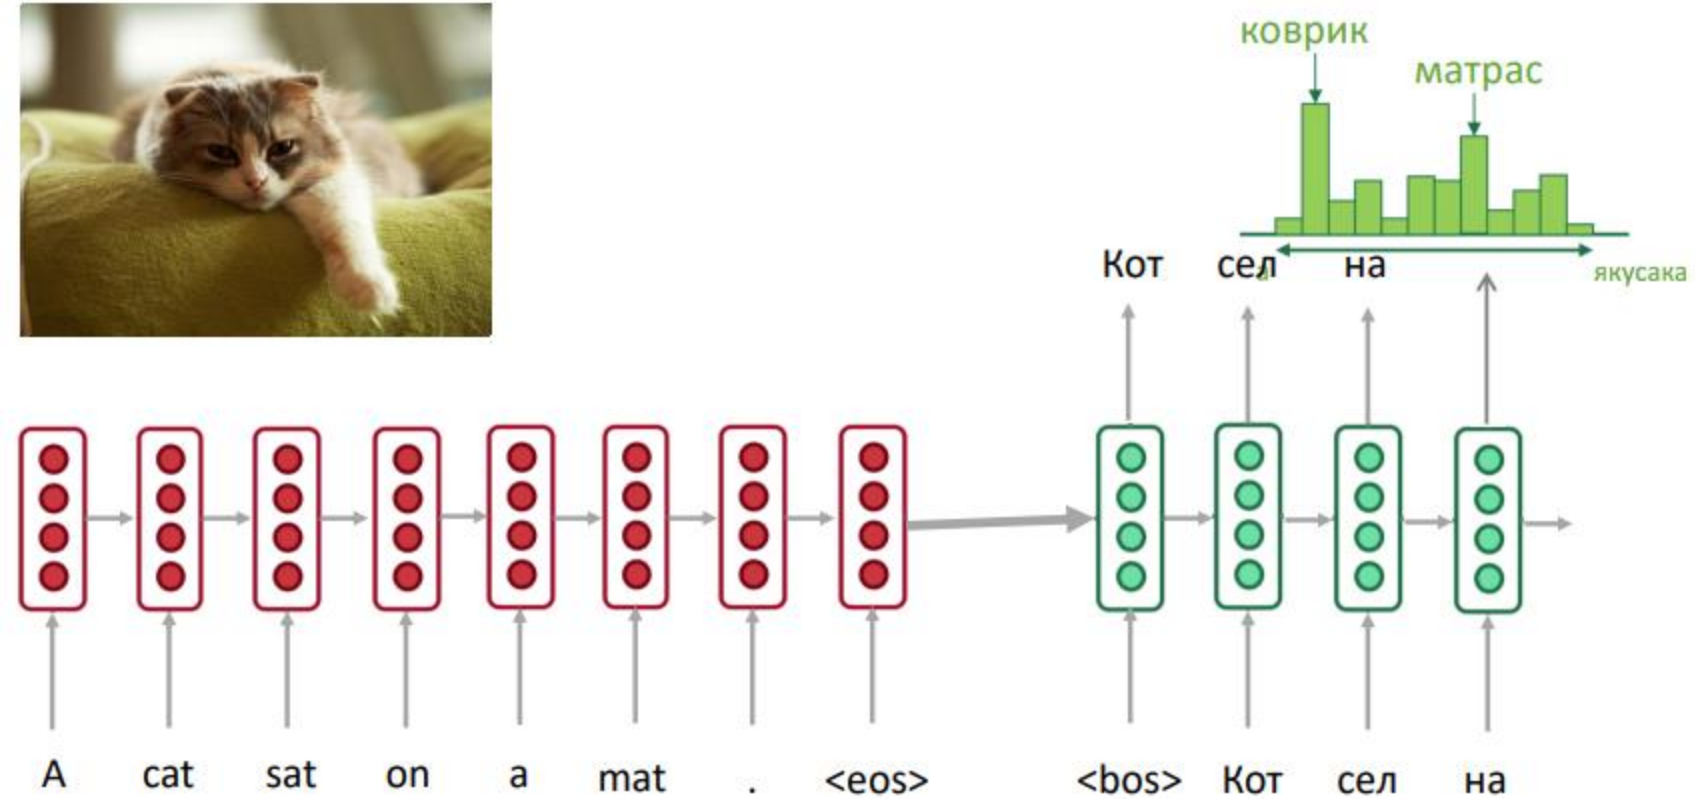 коврик
матрас
а якусака
Кот сел на
A cat sat on a mat . <eos> <bos> Кот сел на